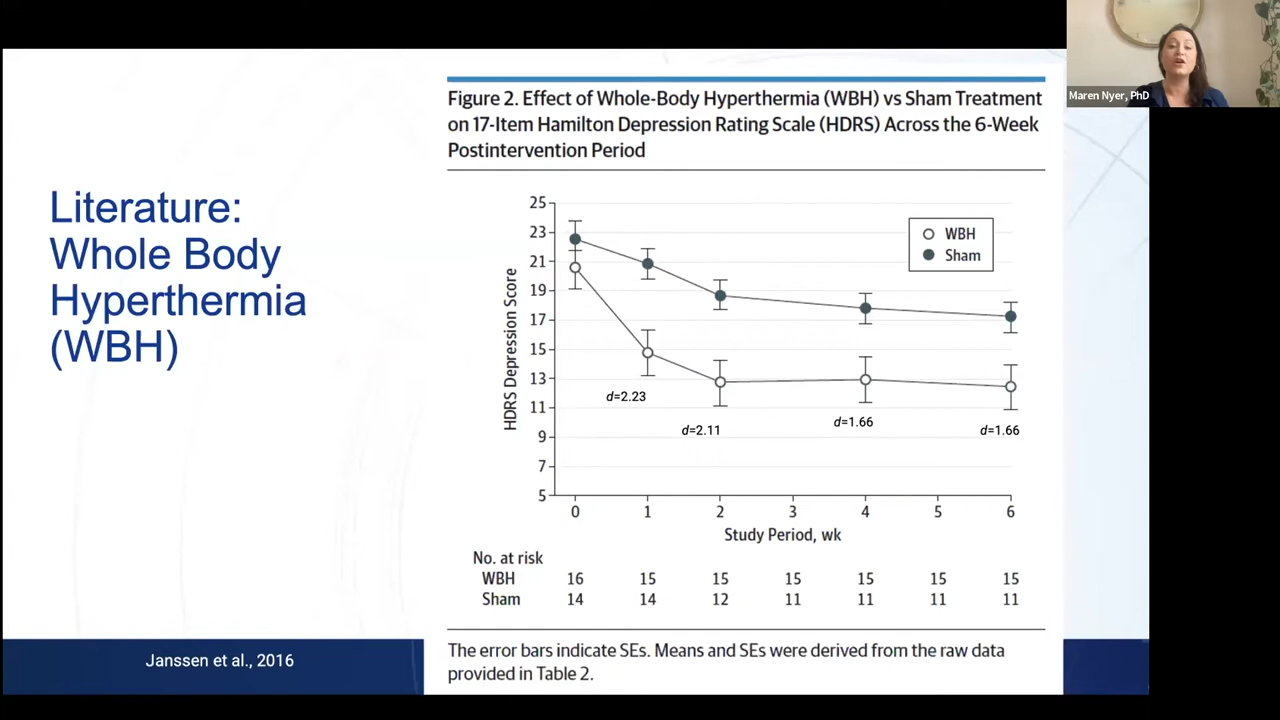 Maren Nyer, PhD
Literature:
Whole Body
Hyperthermia
(WBH)
Janssen et al., 2016
Figure 2. Effect of Whole-Body Hyperthermia (WBH) vs Sham Treatment
on 17-Item Hamilton Depression Rating Scale (HDRS) Across the 6-Week
Postintervention Period
HDRS Depression Score
25
23
21
19
17
15
13
11
9
7
5
WBH
Sham
d=2.23
d=2.11
d=1.66
d=1.66
0 1 2 3 4 5 6
Study Period, wk
No. at risk
WBH 16 15 15 15 15 15 15
Sham 14 14 12 11 11 11 11
The error bars indicate SEs. Means and SEs were derived from the raw data
provided in Table 2.